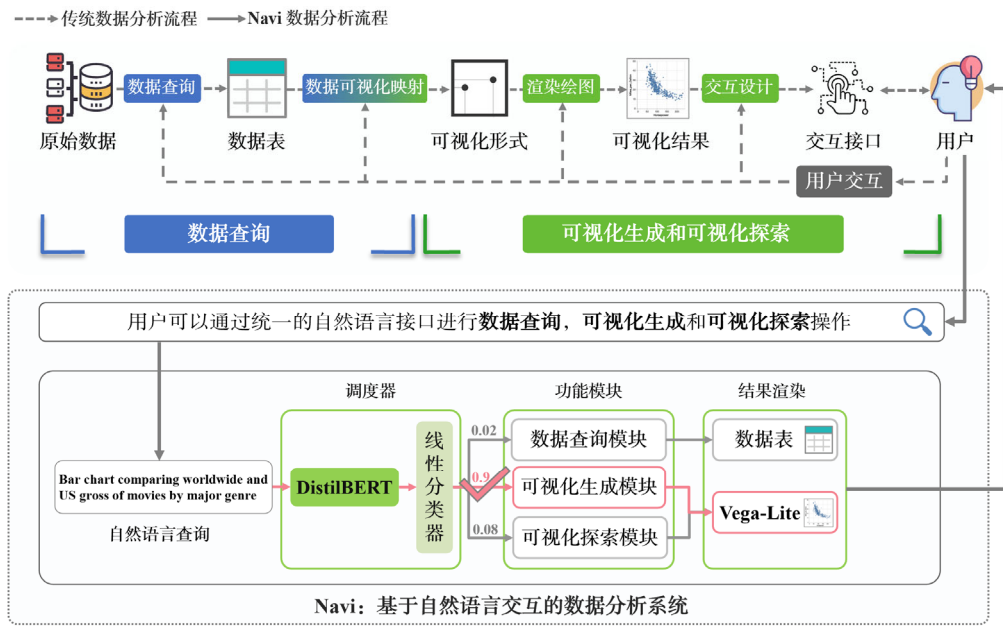 传统数据分析流程 Navi 数据分析流程
数据查询 数据可视化映射 渲染绘图 交互设计
原始数据 数据表 可视化形式 可视化结果 交互接口 用户
用户交互
数据查询 可视化生成和可视化探索
用户可以通过统一的自然语言接口进行数据查询，可视化生成和可视化探索操作
调度器 功能模块 结果渲染
Bar chart comparing worldwide and
US gross of movies by major genre
自然语言查询
DistilBERT
线性分类器
0.02
0.9
0.08
数据查询模块
可视化生成模块
可视化探索模块
数据表
Vega-Lite
Navi：基于自然语言交互的数据分析系统